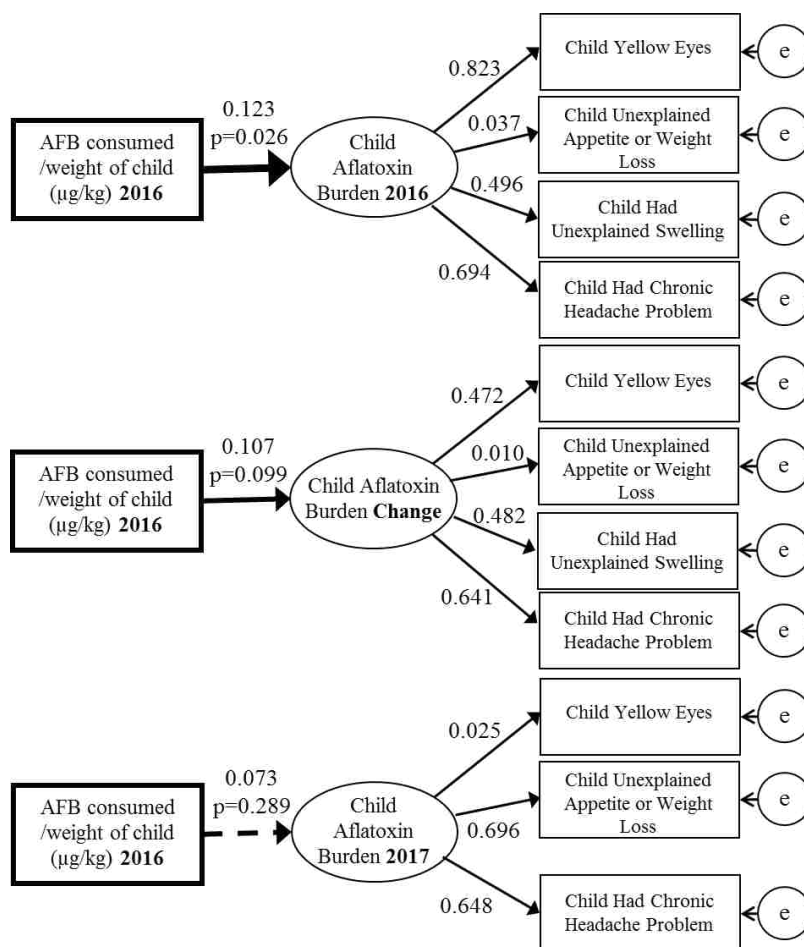 AFB consumed
/weight of child
(µg/kg) 2016
0.123
p=0.026
Child
Aflatoxin
Burden 2016
0.823
0.037
0.496
0.694
Child Yellow Eyes
e
Child Unexplained
Appetite or Weight
Loss
e
Child Had
Unexplained Swelling
e
Child Had Chronic
Headache Problem
e
AFB consumed
/weight of child
(µg/kg) 2016
0.107
p=0.099
Child Aflatoxin
Burden Change
0.472
0.010
0.482
0.641
Child Yellow Eyes
e
Child Unexplained
Appetite or Weight
Loss
e
Child Had
Unexplained Swelling
e
Child Had Chronic
Headache Problem
e
AFB consumed
/weight of child
(µg/kg) 2016
0.073
p=0.289
Child
Aflatoxin
Burden 2017
0.025
0.696
0.648
Child Yellow Eyes
e
Child Unexplained
Appetite or Weight
Loss
e
Child Had Chronic
Headache Problem
e